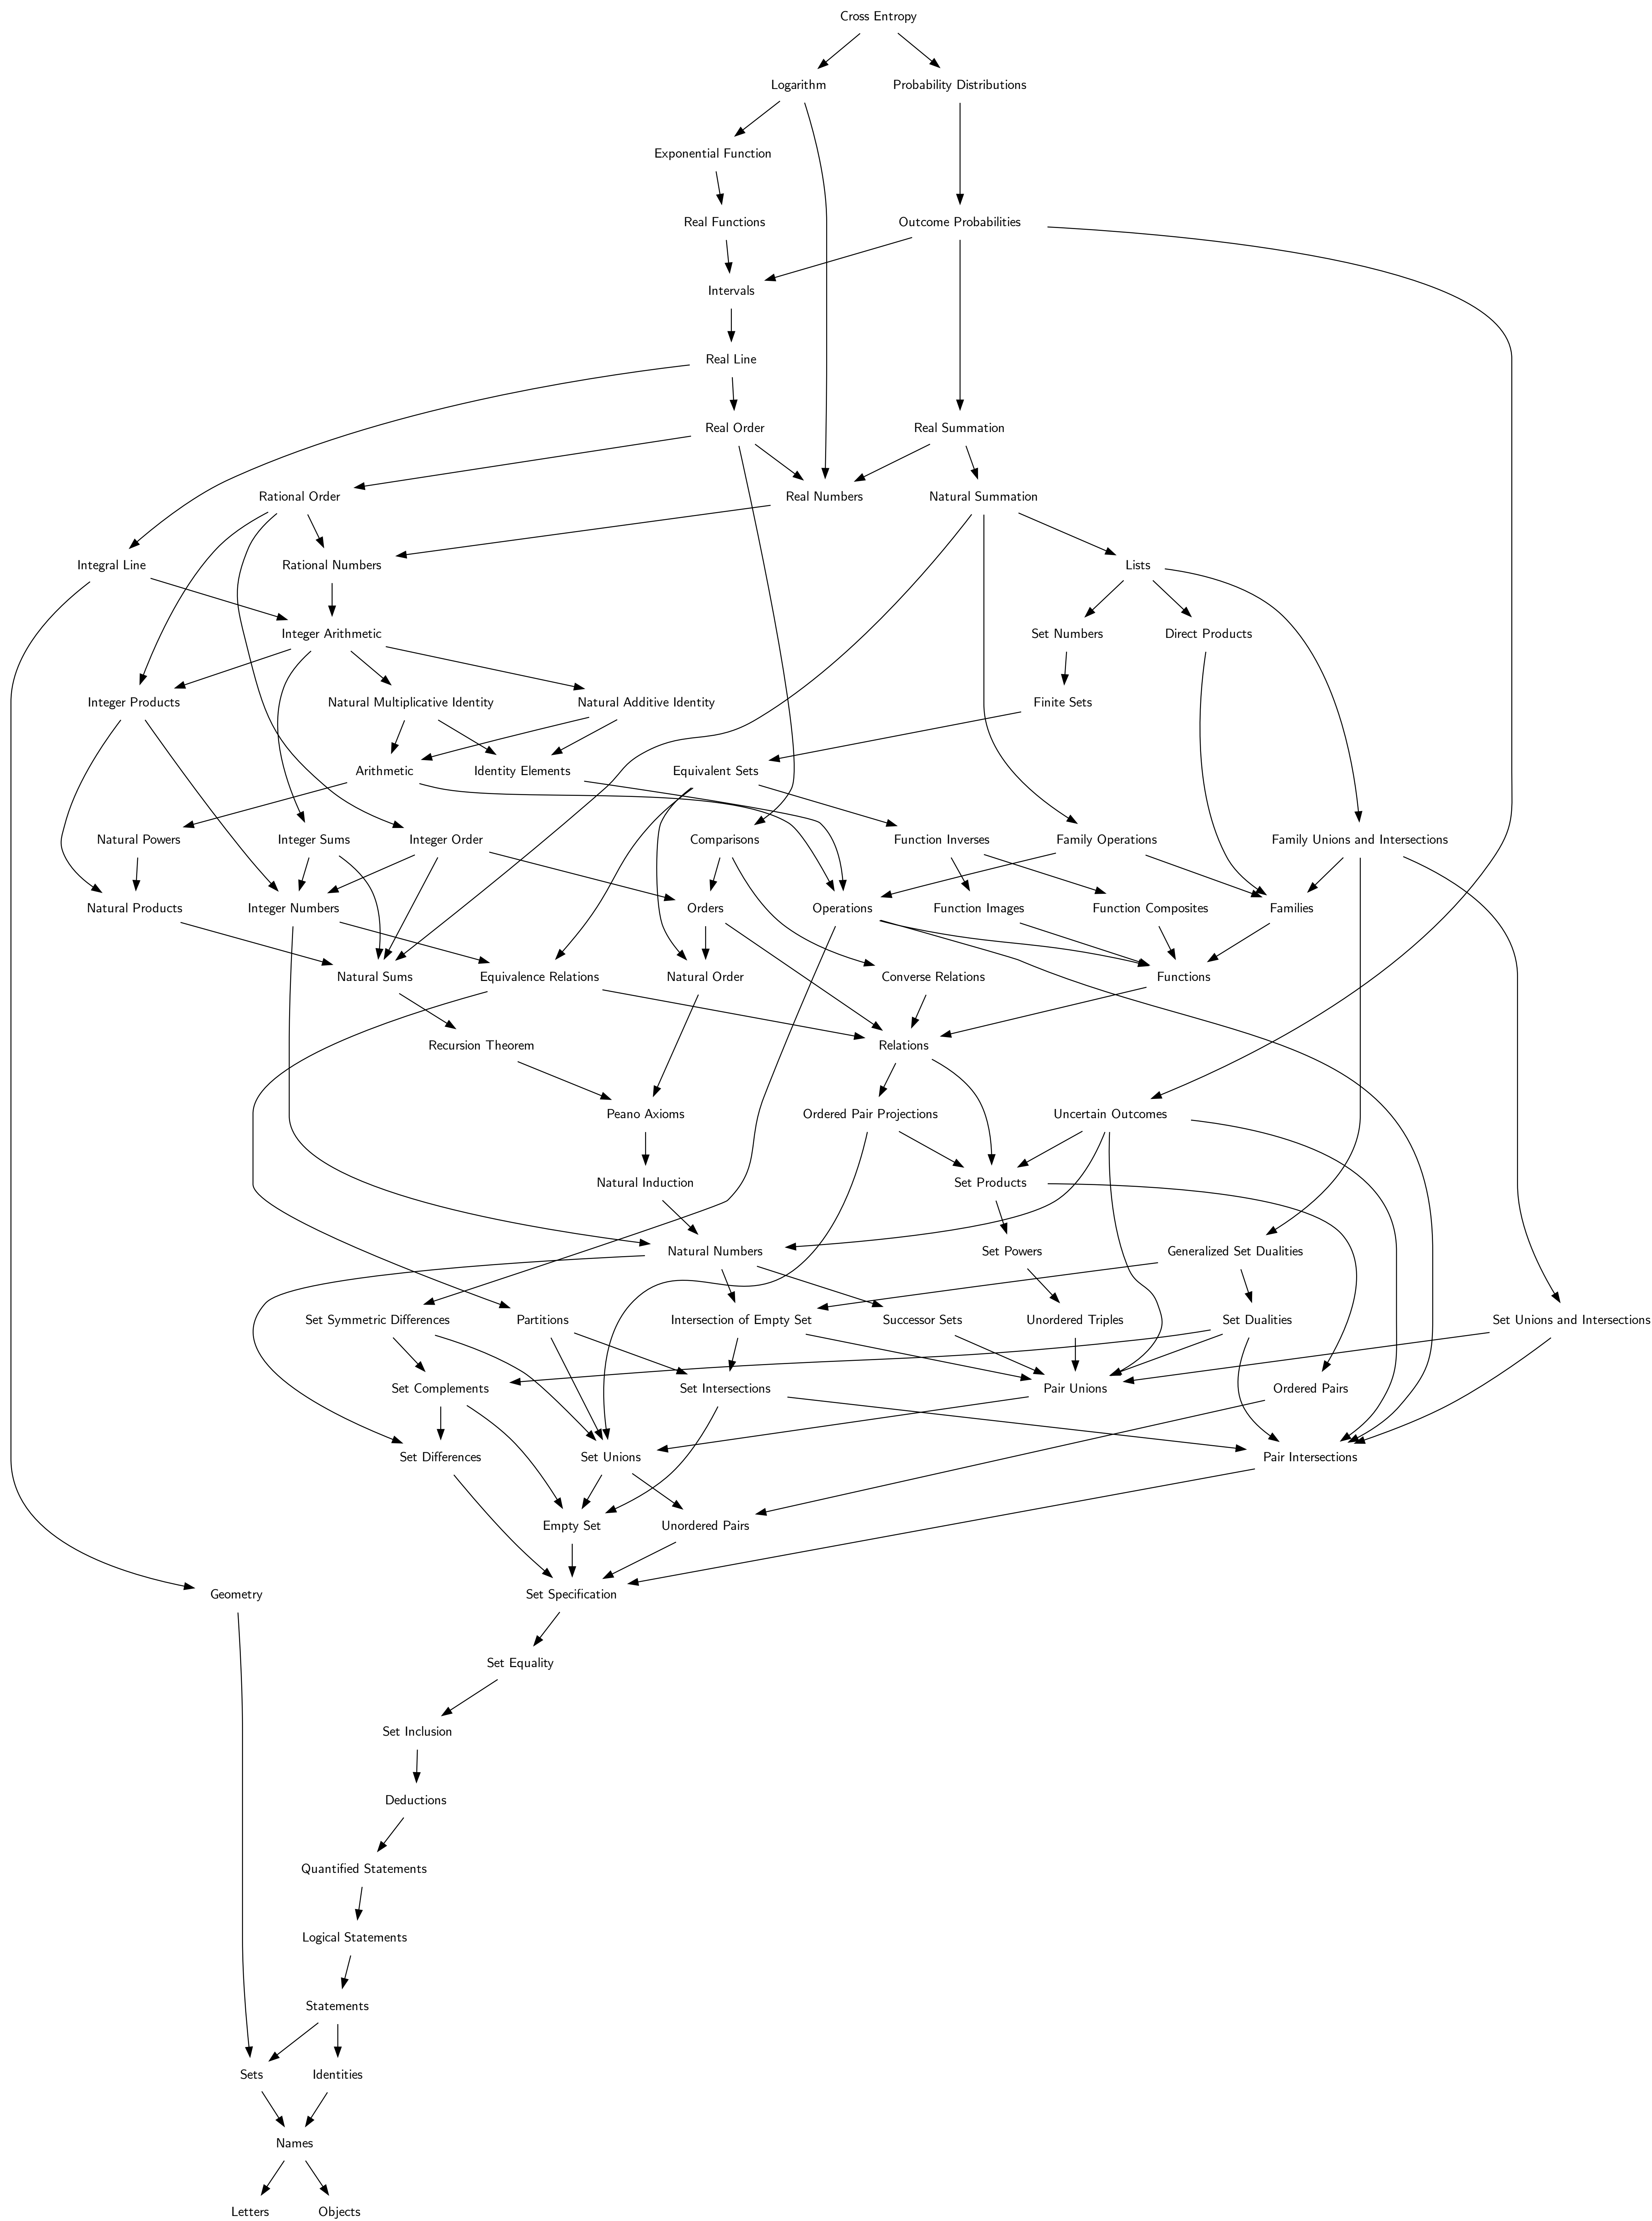 Cross Entropy
Logarithm
Probability Distributions
Exponential Function
Real Functions
Outcome Probabilities
Intervals
Real Line
Real Order
Real Summation
Rational Order
Real Numbers
Natural Summation
Integral Line
Rational Numbers
Lists
Integer Arithmetic
Set Numbers
Direct Products
Integer Products
Natural Multiplicative Identity
Natural Additive Identity
Finite Sets
Arithmetic
Identity Elements
Equivalent Sets
Natural Powers
Integer Sums
Integer Order
Comparisons
Function Inverses
Family Operations
Family Unions and Intersections
Natural Products
Integer Numbers
Orders
Operations
Function Images
Function Composites
Families
Natural Sums
Equivalence Relations
Natural Order
Converse Relations
Functions
Recursion Theorem
Relations
Peano Axioms
Ordered Pair Projections
Uncertain Outcomes
Natural Induction
Set Products
Natural Numbers
Set Powers
Generalized Set Dualities
Set Symmetric Differences
Partitions
Intersection of Empty Set
Successor Sets
Unordered Triples
Set Dualities
Set Unions and Intersections
Set Complements
Set Intersections
Pair Unions
Ordered Pairs
Set Differences
Set Unions
Pair Intersections
Empty Set
Unordered Pairs
Geometry
Set Specification
Set Equality
Set Inclusion
Deductions
Quantified Statements
Logical Statements
Statements
Sets
Identities
Names
Letters
Objects